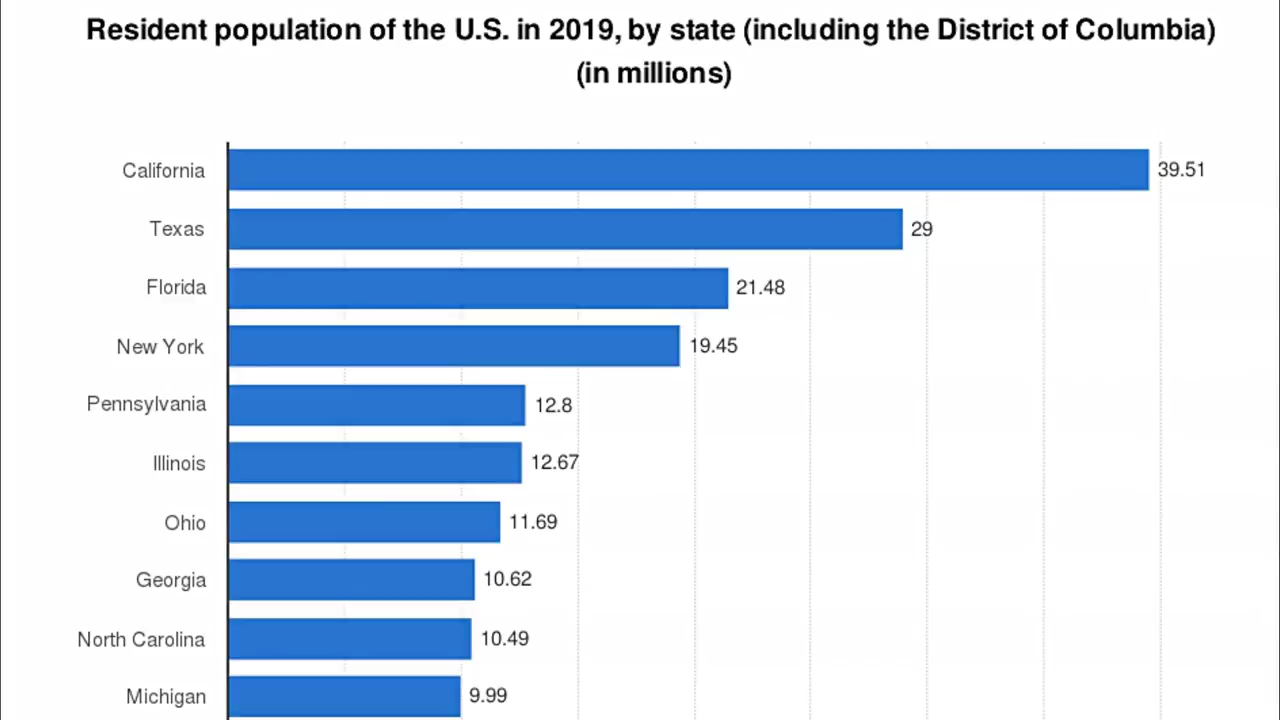 Resident population of the U.S. in 2019, by state (including the District of Columbia)
(in millions)
California 39.51
Texas 29
Florida 21.48
New York 19.45
Pennsylvania 12.8
Illinois 12.67
Ohio 11.69
Georgia 10.62
North Carolina 10.49
Michigan 9.99